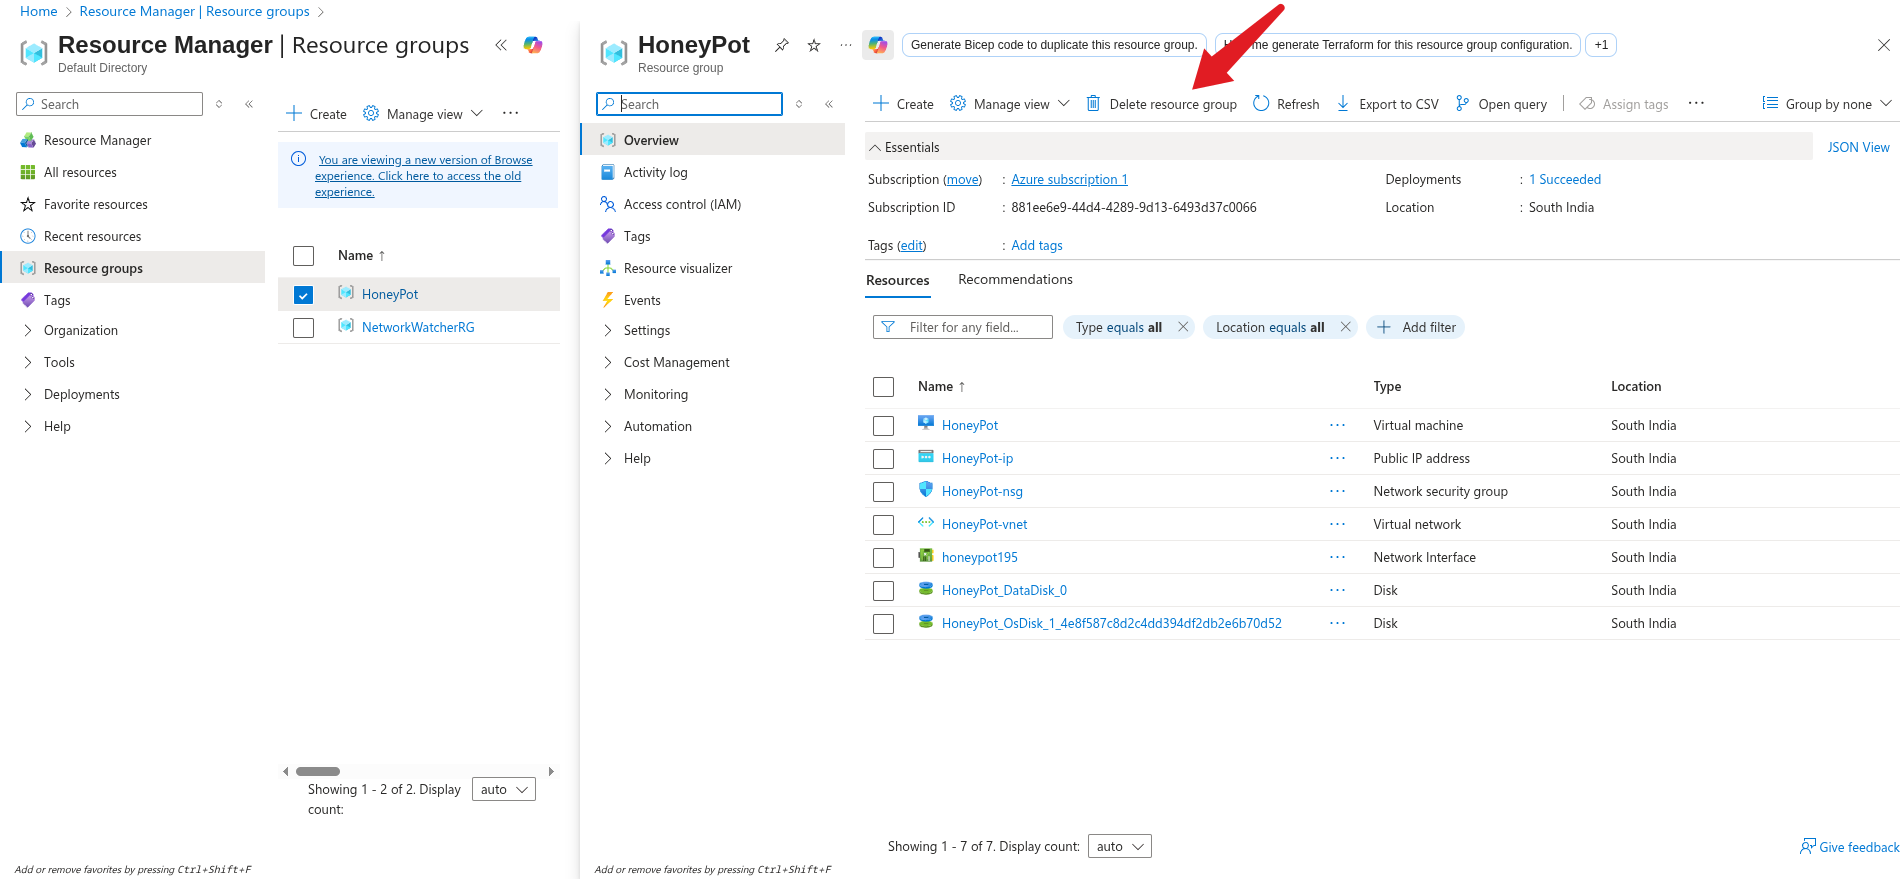 Home > Resource Manager | Resource groups >
Resource Manager | Resource groups
Default Directory
Search
Resource Manager
All resources
Favorite resources
Recent resources
Resource groups
Tags
Organization
Tools
Deployments
Help
Add or remove favorites by pressing Ctrl+Shift+F
Create Manage view ...
You are viewing a new version of Browse
experience. Click here to access the old
experience.
Name ↑
HoneyPot
NetworkWatcherRG
Showing 1 - 2 of 2. Display
count:
auto
HoneyPot
Resource group
Search
Overview
Activity log
Access control (IAM)
Tags
Resource visualizer
Events
Settings
Cost Management
Monitoring
Automation
Help
Add or remove favorites by pressing Ctrl+Shift+F
Generate Bicep code to duplicate this resource group. me generate Terraform for this resource group configuration. +1
Create Manage view Delete resource group Refresh Export to CSV Open query Assign tags ... Group by none
Essentials
JSON View
Subscription (move) : Azure subscription 1
Deployments : 1 Succeeded
Subscription ID : 881ee6e9-44d4-4289-9d13-6493d37c0066
Location : South India
Tags (edit) : Add tags
Resources Recommendations
Filter for any field... Type equals all Location equals all Add filter
Name ↑ Type Location
HoneyPot ... Virtual machine South India
HoneyPot-ip ... Public IP address South India
HoneyPot-nsg ... Network security group South India
HoneyPot-vnet ... Virtual network South India
honeypot195 ... Network Interface South India
HoneyPot_DataDisk_0 ... Disk South India
HoneyPot_OsDisk_1_4e8f587c8d2c4dd394df2db2e6b70d52 ... Disk South India
Showing 1 - 7 of 7. Display count: auto
Give feedback